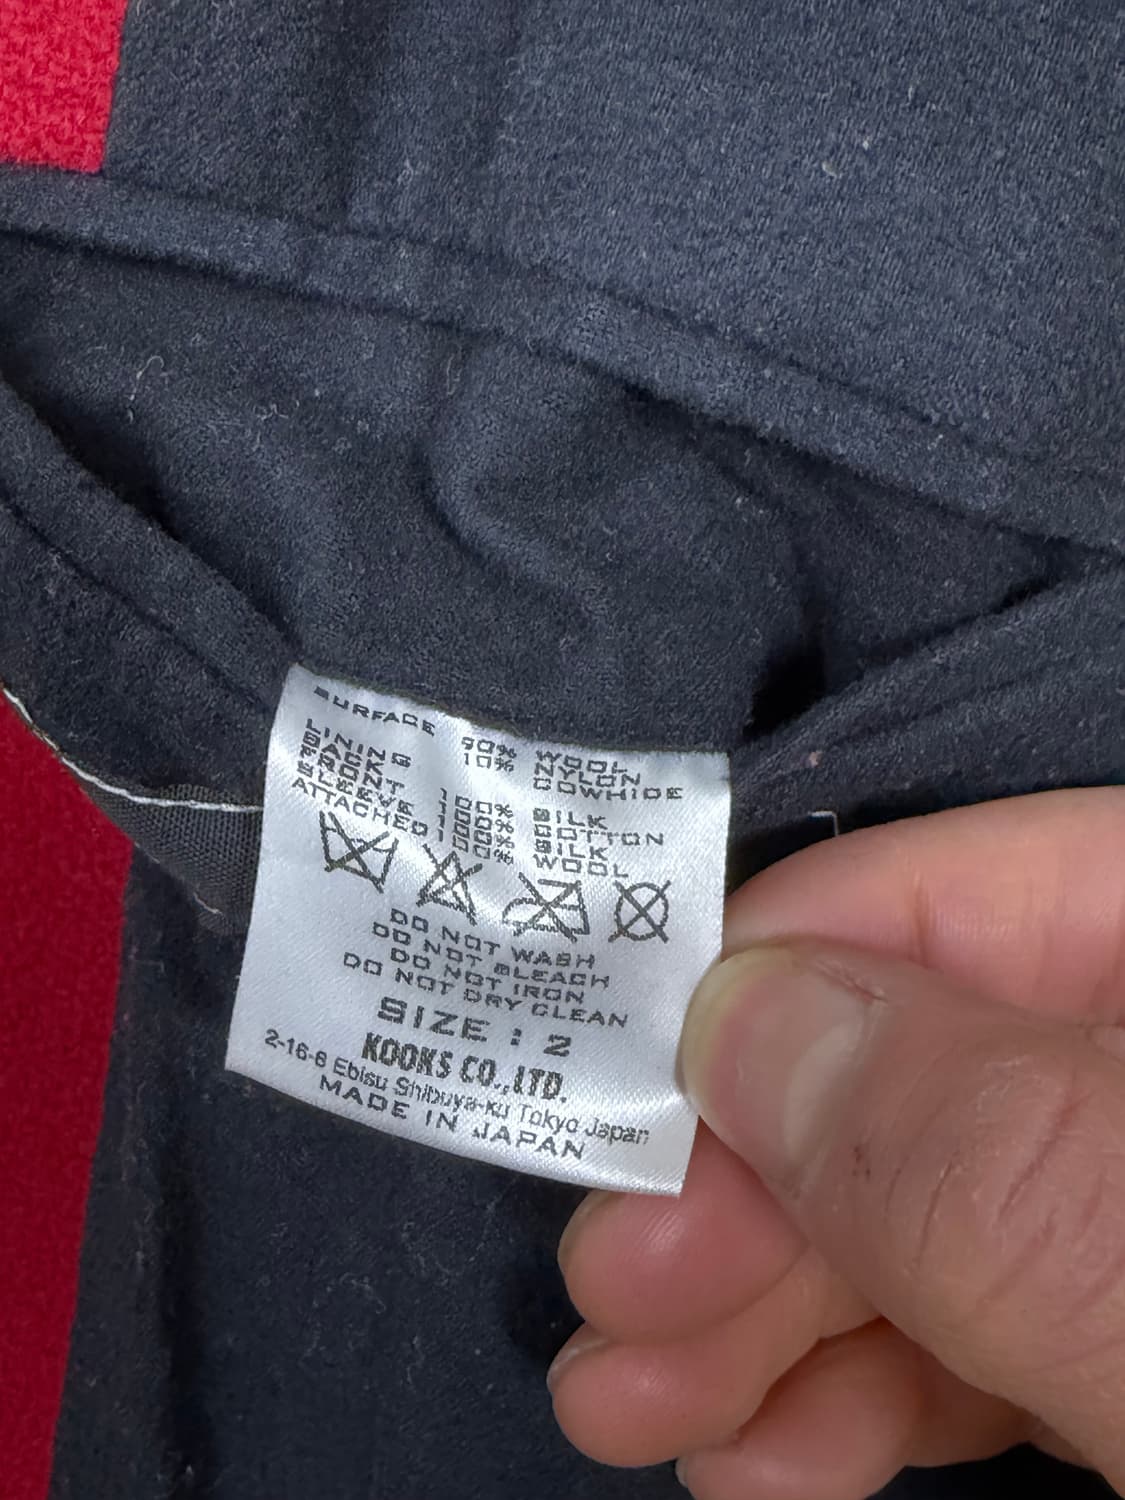 SURFACE 90% WOOL
10% NYLON
COWHIDE
LINING
BACK 100% SILK
FRONT 100% COTTON
SLEEVE 100% SILK
ATTACHED 100% WOOL
DO NOT WASH
DO NOT BLEACH
DO NOT IRON
DO NOT DRY CLEAN
SIZE : 2
KOOKS CO.,LTD.
2-16-8 Ebisu Shibuya-ku Tokyo Japan
MADE IN JAPAN